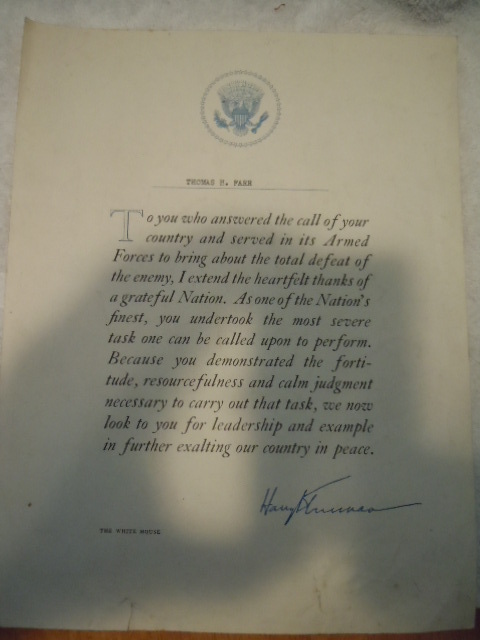 THOMAS H. FARR
To you who answered the call of your
country and served in its Armed
Forces to bring about the total defeat of
the enemy, I extend the heartfelt thanks of
a grateful Nation. As one of the Nation's
finest, you undertook the most severe
task one can be called upon to perform.
Because you demonstrated the forti-
tude, resourcefulness and calm judgment
necessary to carry out that task, we now
look to you for leadership and example
in further exalting our country in peace.
Harry Truman
THE WHITE HOUSE